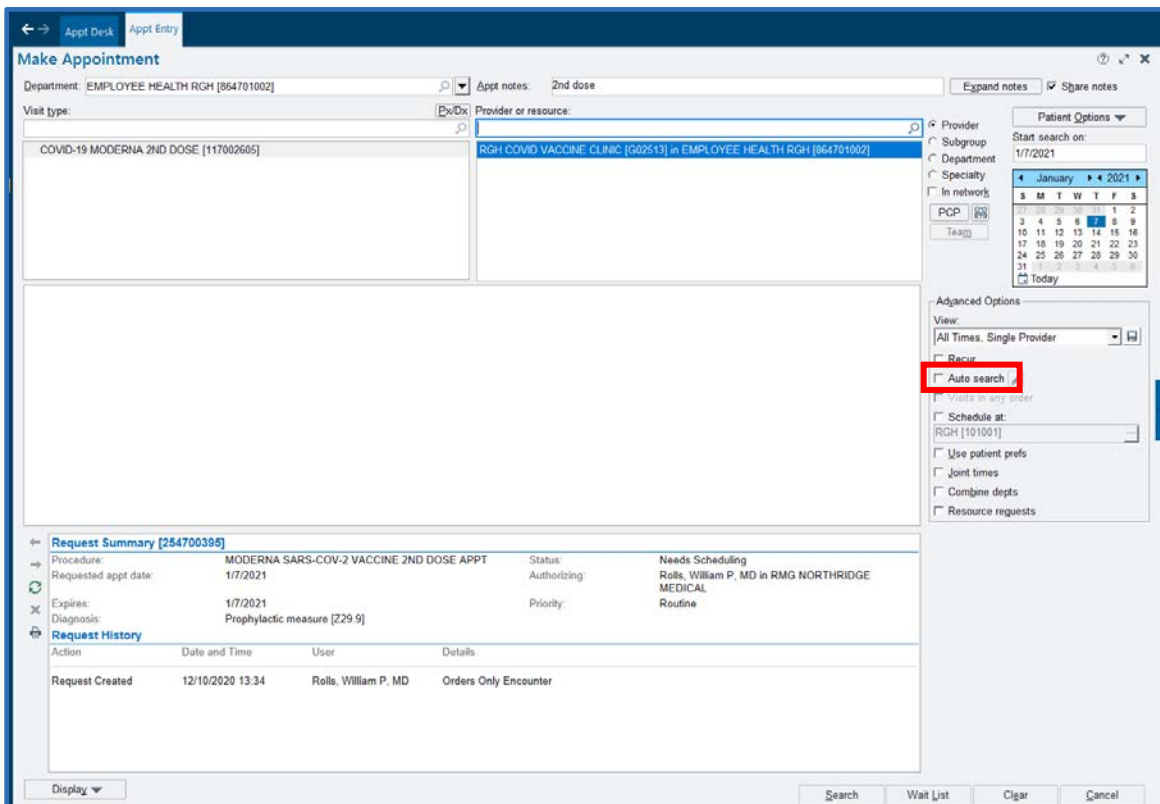 Appt Desk Appt Entry
Make Appointment
Department: EMPLOYEE HEALTH RGH [864701002] Appt notes: 2nd dose Expand notes Share notes
Visit type: Px/Dx Provider or resource:
Provider Patient Options
Subgroup Start search on:
COVID-19 MODERNA 2ND DOSE [117002605] RGH COVID VACCINE CLINIC [G02513] in EMPLOYEE HEALTH RGH [864701002]
Department 1/7/2021
Specialty January 2021
In network S M T W T F S
PCP 27 28 29 30 31 1 2
3 4 5 6 7 8 9
Team 10 11 12 13 14 15 16
17 18 19 20 21 22 23
24 25 26 27 28 29 30
31 1 2 3 4 5 6
Today
Advanced Options
View:
All Times, Single Provider
Recur
Auto search
Visits in any order
Schedule at:
RGH [101001] ...
Use patient prefs
Joint times
Combine depts
Resource requests
Request Summary [254700395]
Procedure: MODERNA SARS-COV-2 VACCINE 2ND DOSE APPT Status: Needs Scheduling
Requested appt date: 1/7/2021 Authorizing: Rolls, William P, MD in RMG NORTHRIDGE
MEDICAL
Expires: 1/7/2021 Priority: Routine
Diagnosis: Prophylactic measure [Z29.9]
Request History
Action Date and Time User Details
Request Created 12/10/2020 13:34 Rolls, William P, MD Orders Only Encounter
Display Search Wait List Clear Cancel